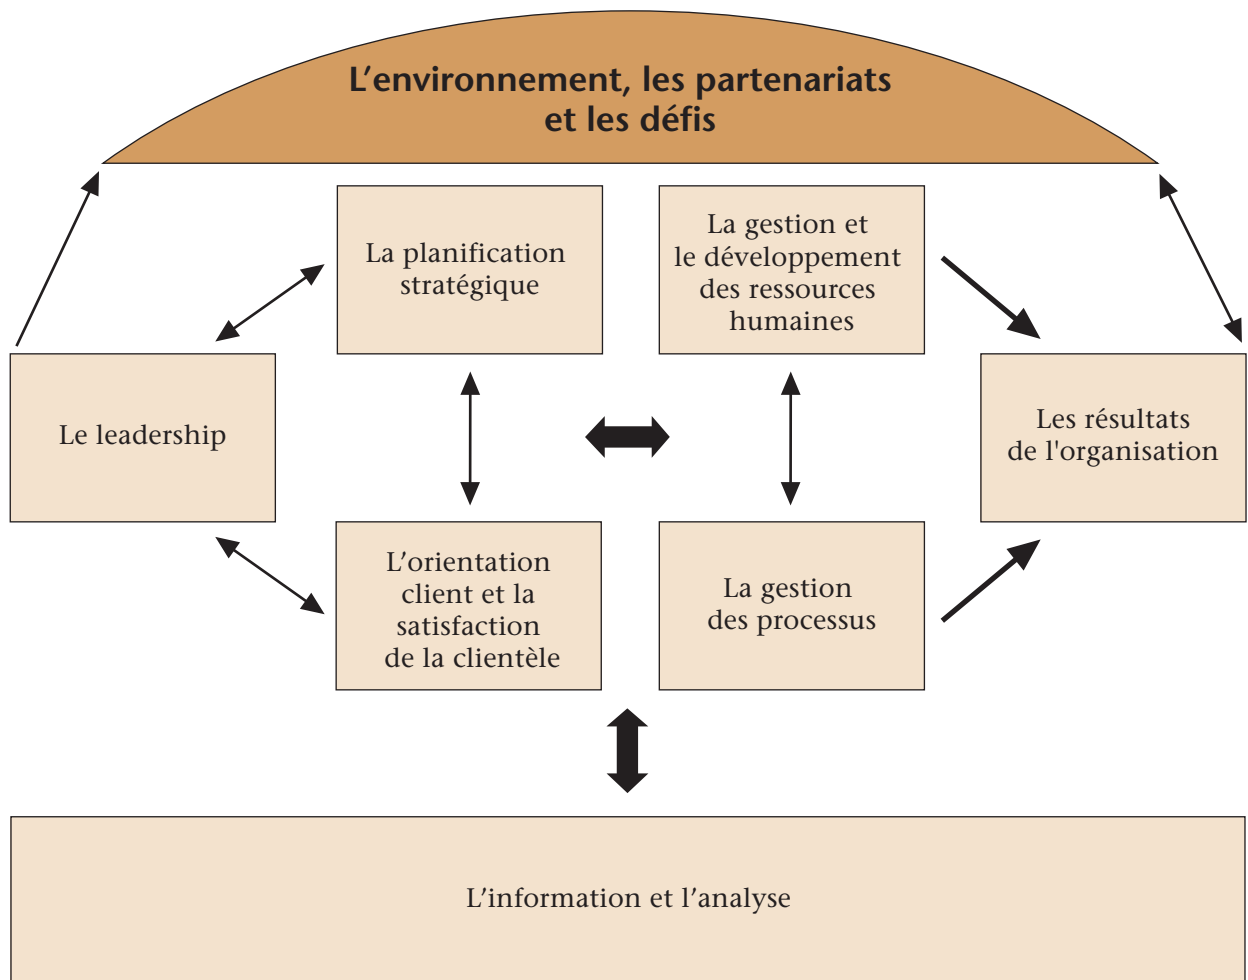 L’environnement, les partenariats
et les défis
La planification
stratégique
La gestion et
le développement
des ressources
humaines
Le leadership
Les résultats
de l'organisation
L’orientation
client et la
satisfaction
de la clientèle
La gestion
des processus
L’information et l’analyse